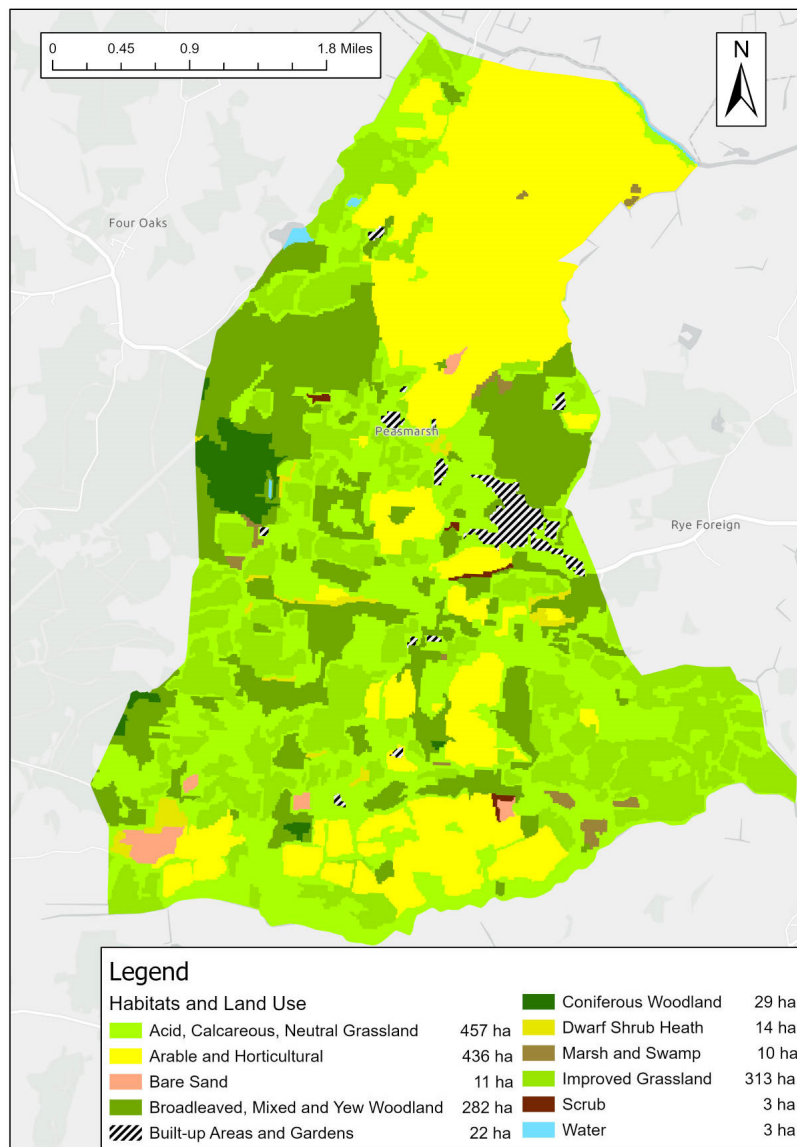 0 0.45 0.9 1.8 Miles
N
Four Oaks
Peasmarsh
Rye Foreign
Legend
Habitats and Land Use
Acid, Calcareous, Neutral Grassland 457 ha
Arable and Horticultural 436 ha
Bare Sand 11 ha
Broadleaved, Mixed and Yew Woodland 282 ha
Built-up Areas and Gardens 22 ha
Coniferous Woodland 29 ha
Dwarf Shrub Heath 14 ha
Marsh and Swamp 10 ha
Improved Grassland 313 ha
Scrub 3 ha
Water 3 ha